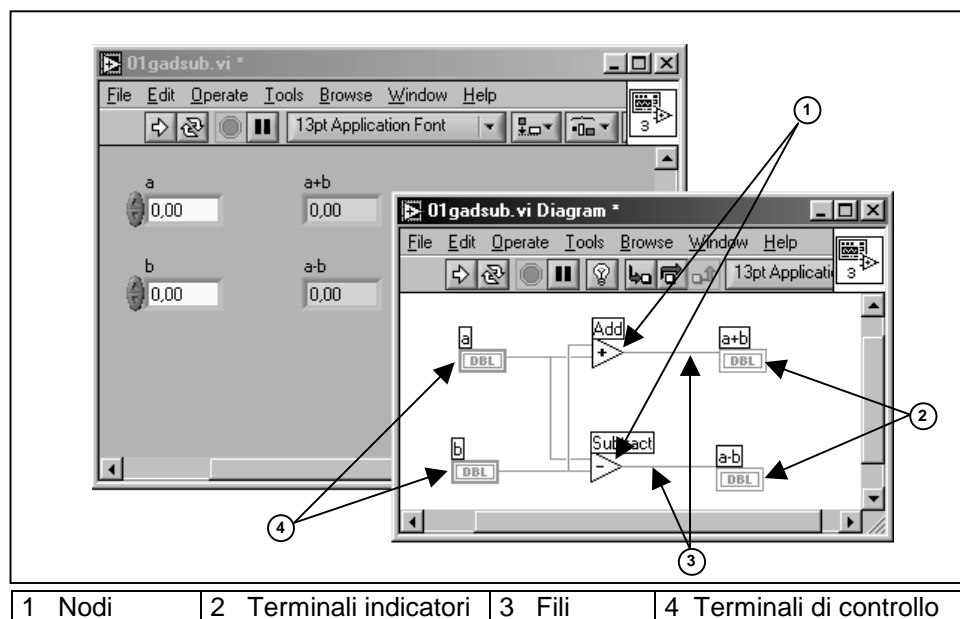 01gadsub.vi *
File Edit Operate Tools Browse Window Help
13pt Application Font
3
a
0,00
a+b
0,00
b
0,00
a-b
0,00
01gadsub.vi Diagram *
File Edit Operate Tools Browse Window Help
13pt Applicati
3
a
DBL
Add
+
a+b
DBL
b
DBL
Subtract
-
a-b
DBL
1
2
3
4
1 Nodi 2 Terminali indicatori 3 Fili 4 Terminali di controllo